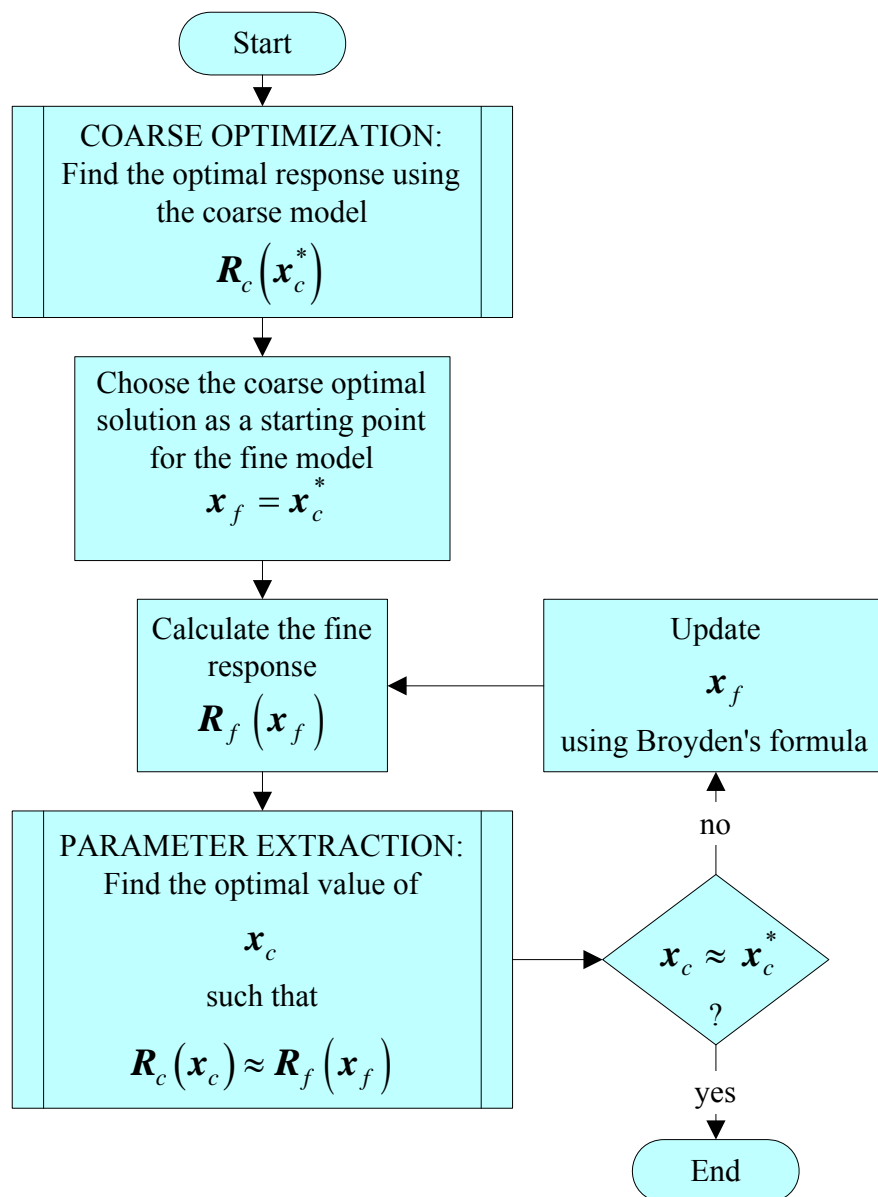 Start
COARSE OPTIMIZATION:
Find the optimal response using
the coarse model
R_c(x_c^*)
Choose the coarse optimal
solution as a starting point
for the fine model
x_f = x_c^*
Calculate the fine
response
R_f(x_f)
Update
x_f
using Broyden's formula
PARAMETER EXTRACTION:
Find the optimal value of
x_c
such that
R_c(x_c) ≈ R_f(x_f)
no
x_c ≈ x_c^*
?
yes
End